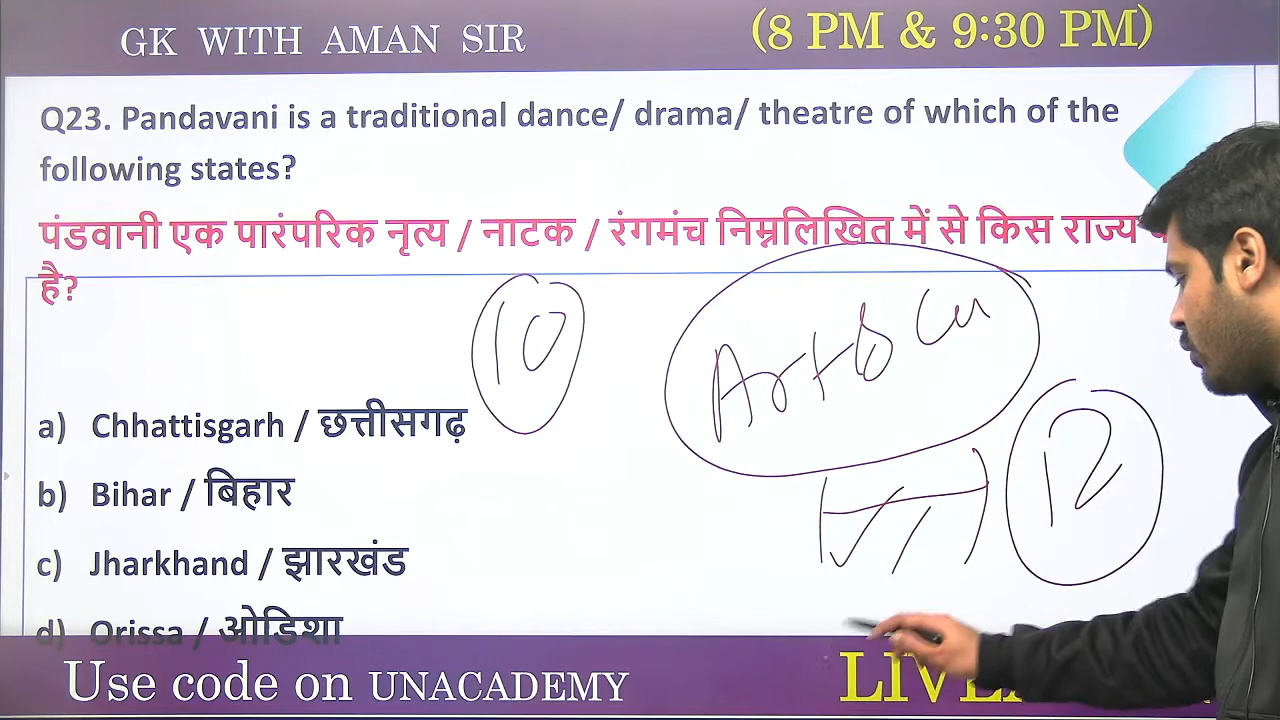 GK WITH AMAN SIR
(8 PM & 9:30 PM)
Q23. Pandavani is a traditional dance/ drama/ theatre of which of the
following states?
पंडवानी एक पारंपरिक नृत्य / नाटक / रंगमंच निम्नलिखित में से किस राज्य
है?
10
Art & Cu
12
a) Chhattisgarh / छत्तीसगढ़
b) Bihar / बिहार
c) Jharkhand / झारखंड
d) Orissa / ओडिशा
Use code on UNACADEMY